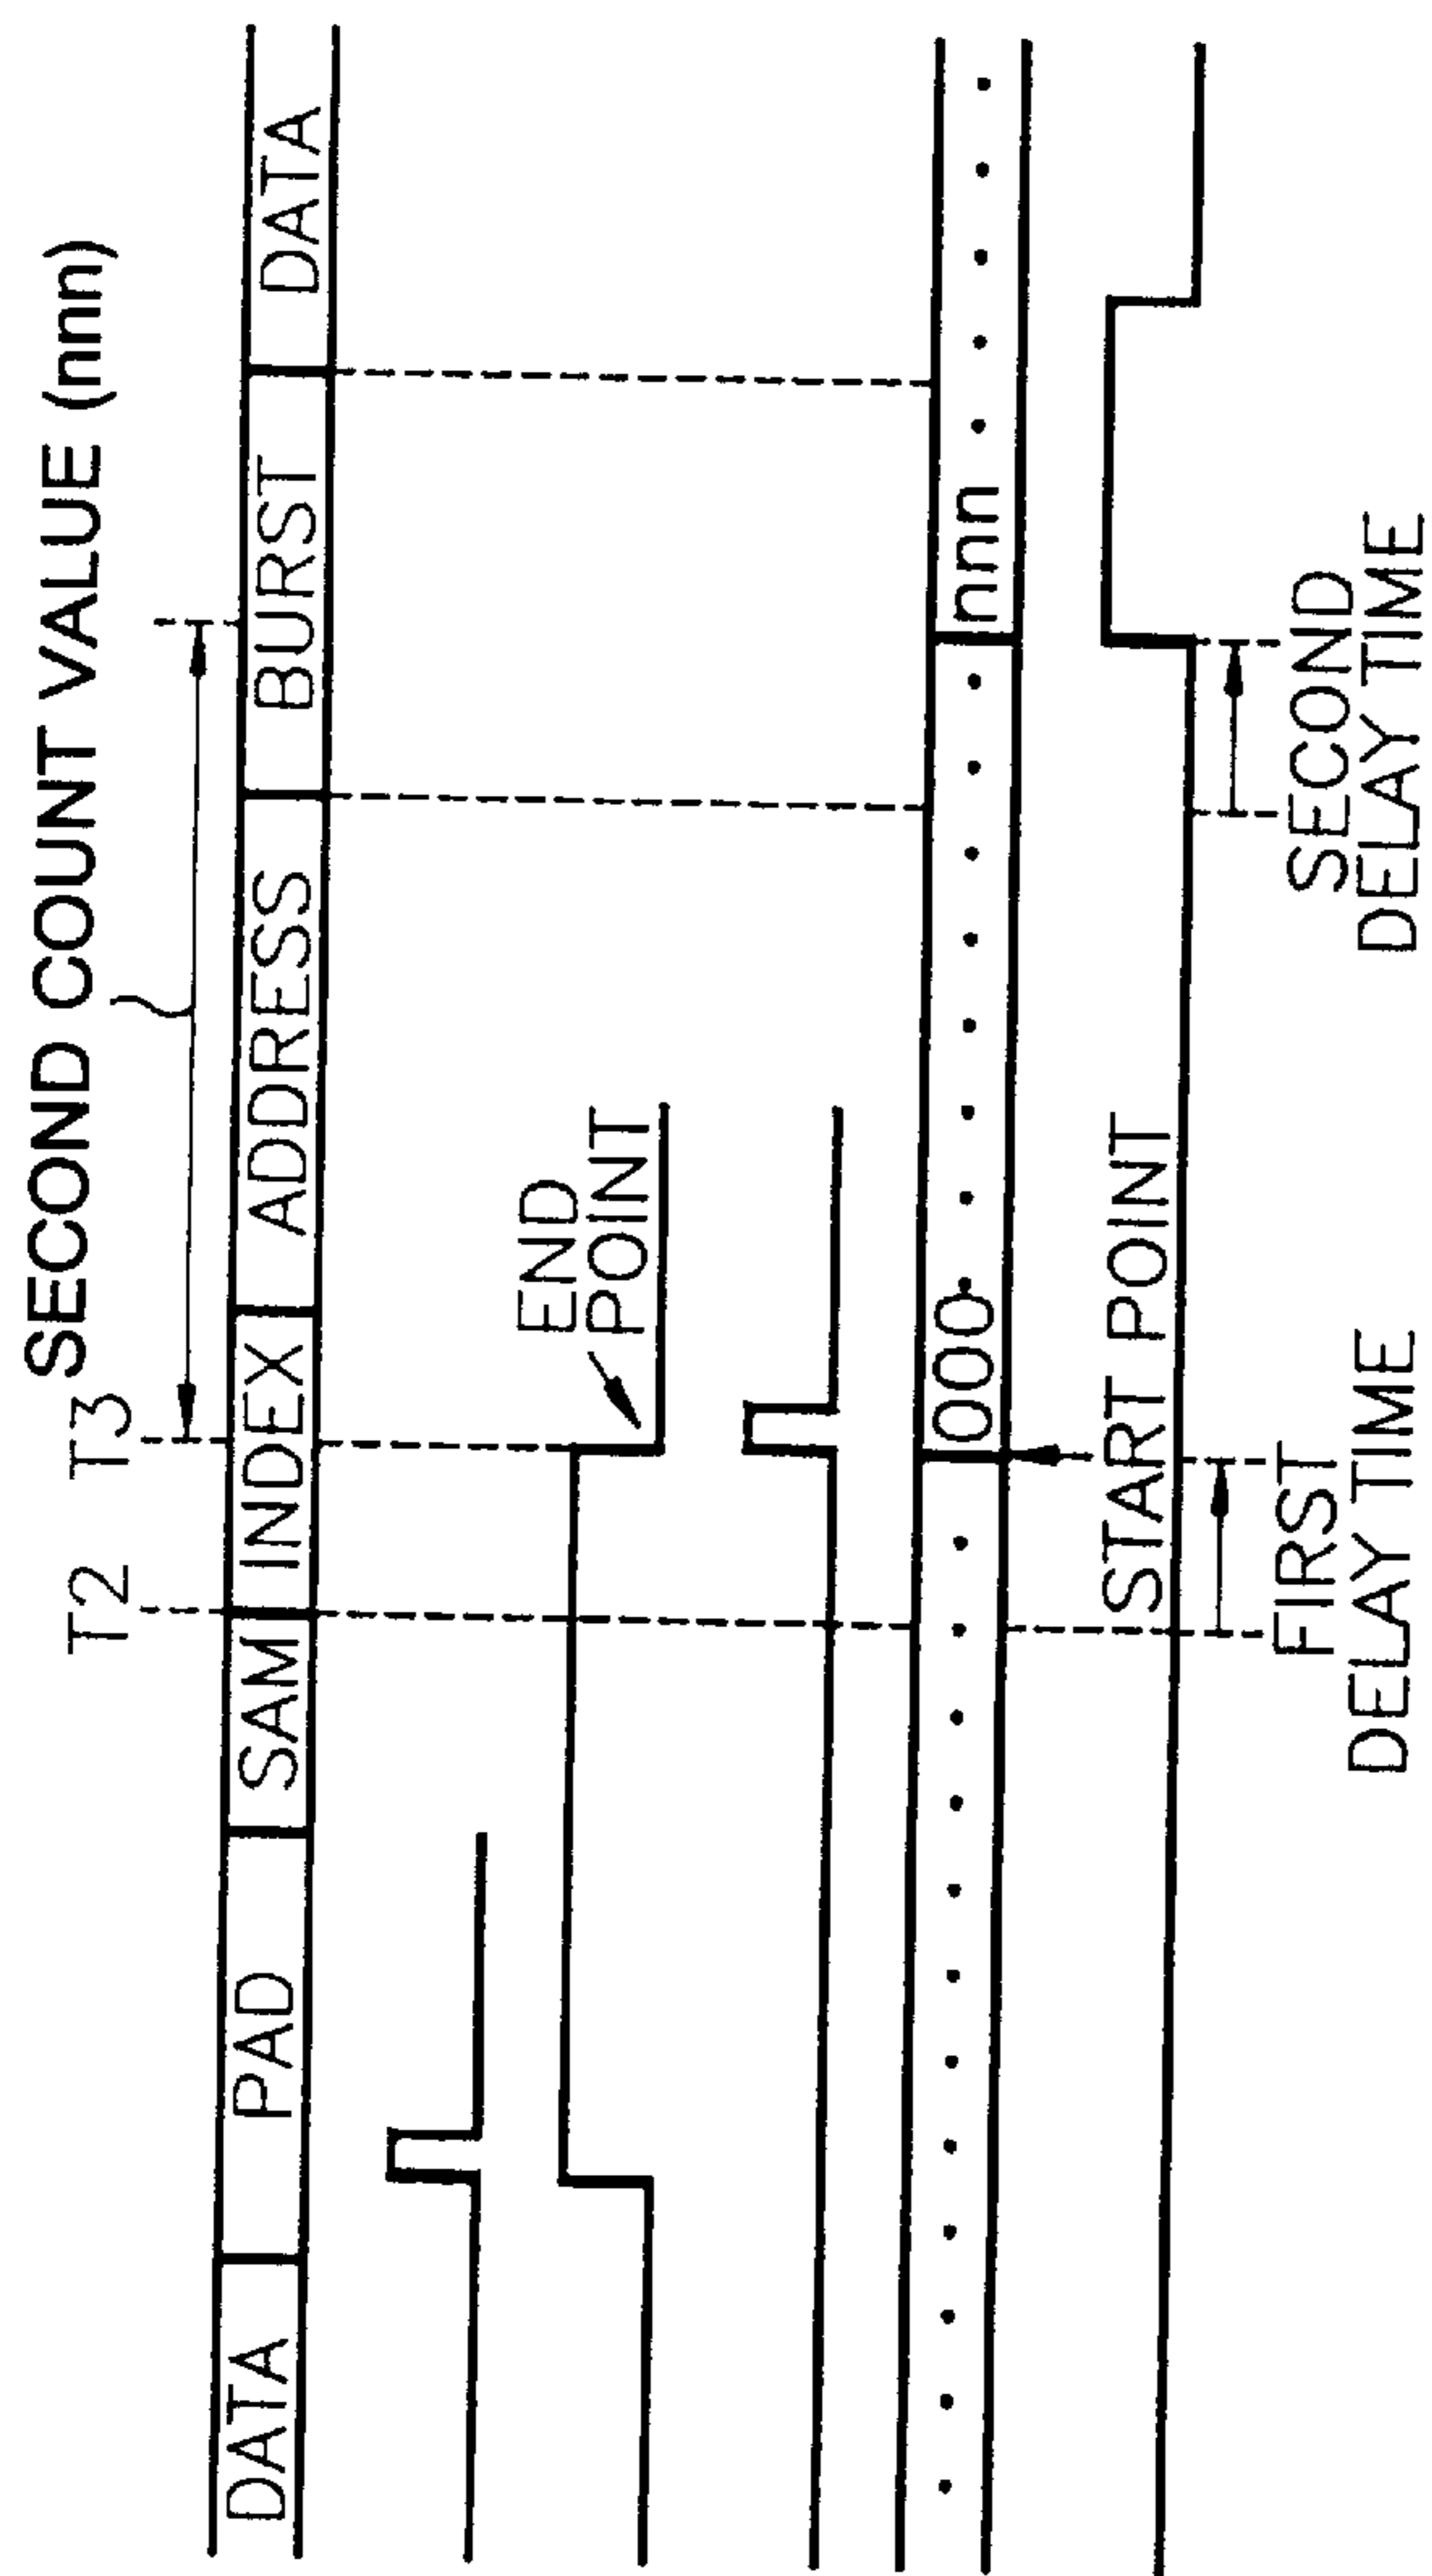 SECOND COUNT VALUE (nnn)
T2
T3
DATA
PAD
SAM
INDEX
ADDRESS
BURST
DATA
END
POINT
000
nnn
START POINT
FIRST
DELAY TIME
SECOND
DELAY TIME